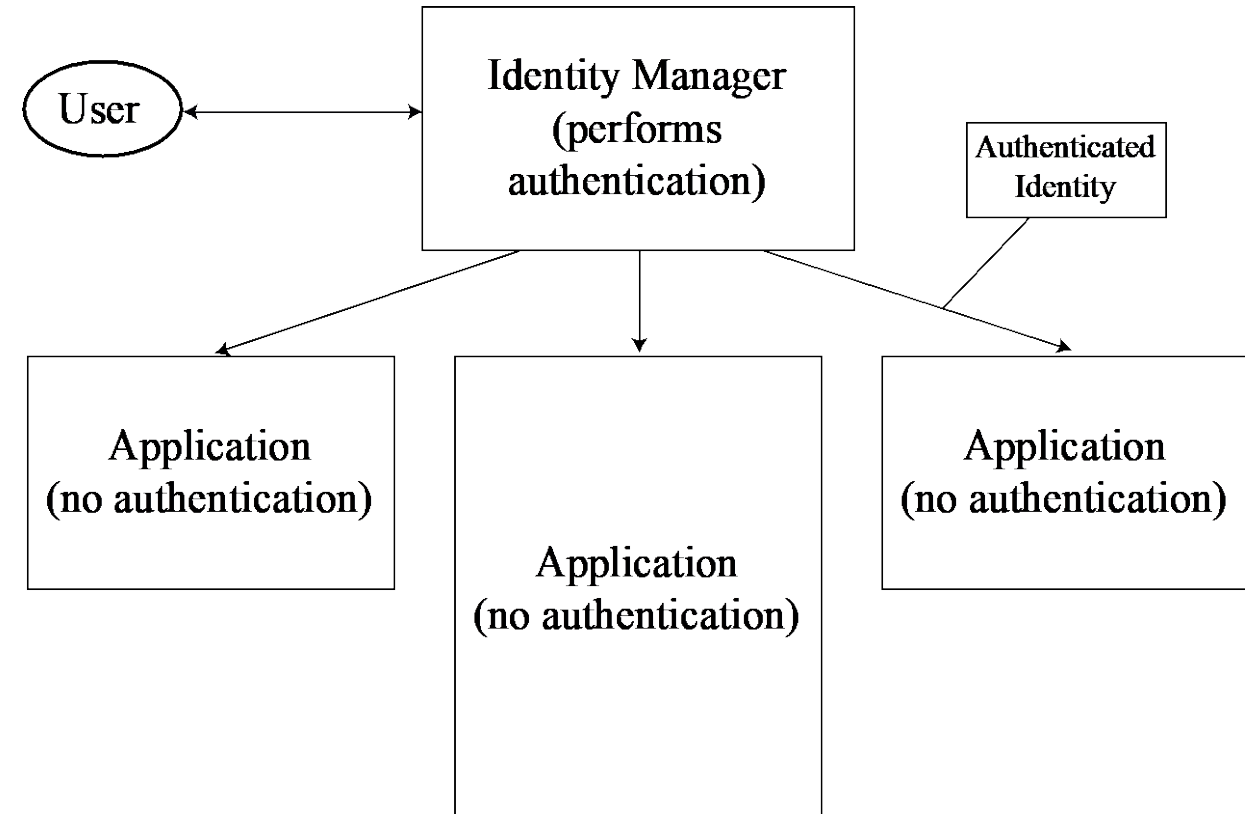 User
Identity Manager
(performs
authentication)
Authenticated
Identity
Application
(no authentication)
Application
(no authentication)
Application
(no authentication)